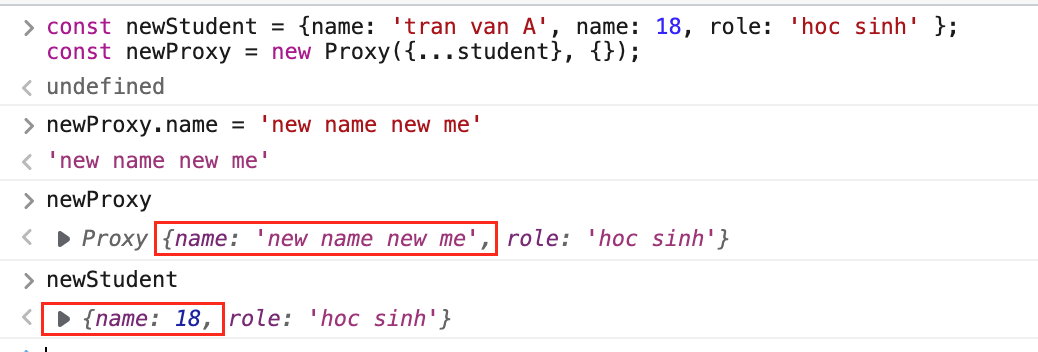 const newStudent = {name: 'tran van A', name: 18, role: 'hoc sinh' };
const newProxy = new Proxy({...student}, {});
undefined
newProxy.name = 'new name new me'
'new name new me'
newProxy
Proxy {name: 'new name new me', role: 'hoc sinh'}
newStudent
{name: 18, role: 'hoc sinh'}